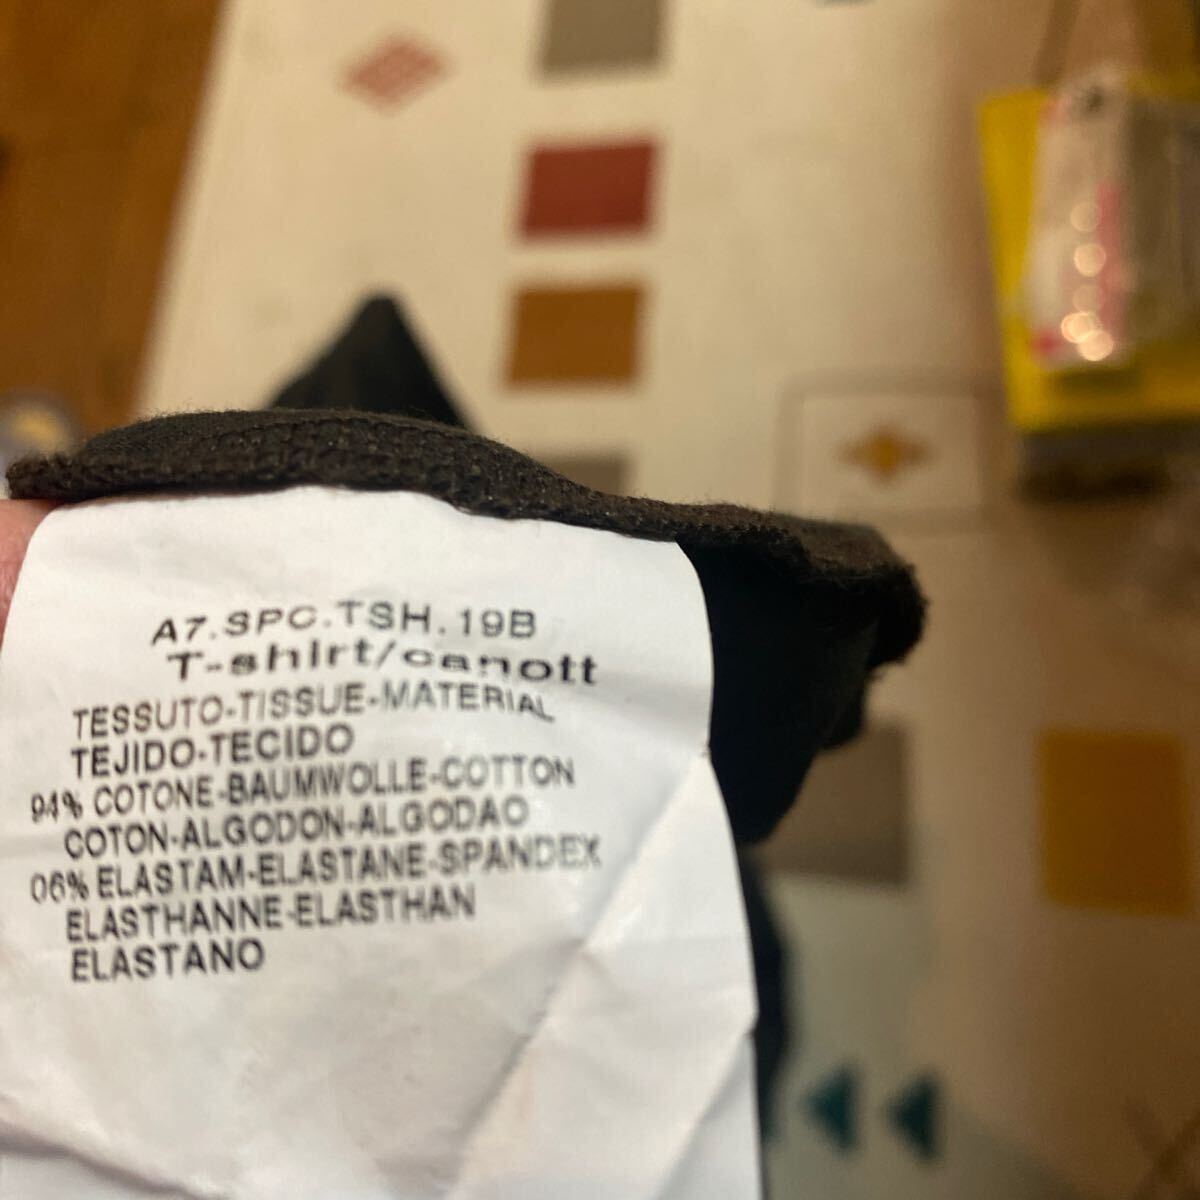 A7.SPC.TSH.19B
T-shirt/canott
TESSUTO-TISSUE-MATERIAL
TEJIDO-TECIDO
94% COTONE-BAUMWOLLE-COTTON
COTON-ALGODON-ALGODAO
06% ELASTAM-ELASTANE-SPANDEX
ELASTHANNE-ELASTHAN
ELASTANO